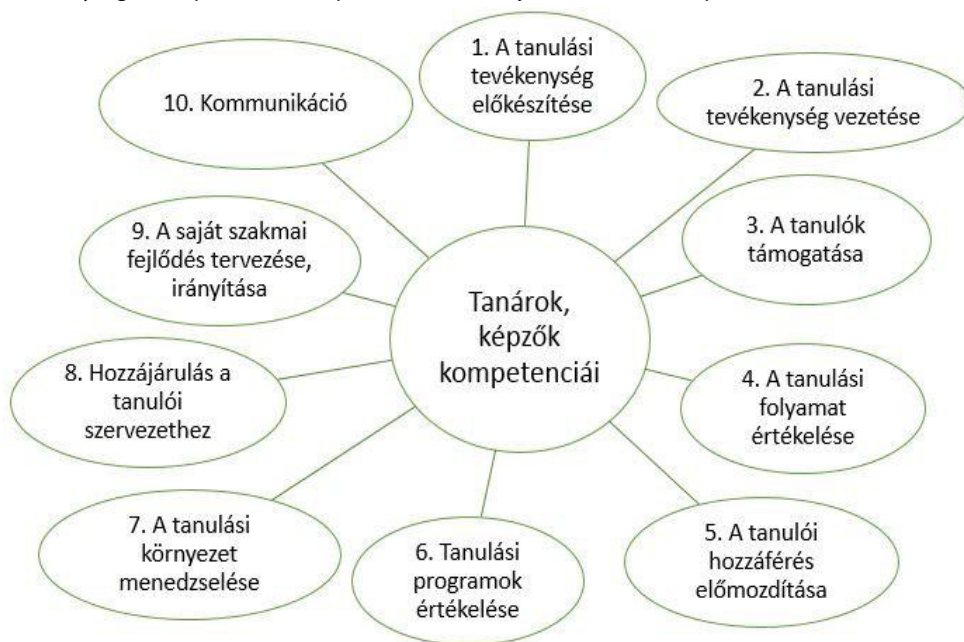 1. A tanulási
tevékenység
előkészítése
2. A tanulási
tevékenység vezetése
3. A tanulók
támogatása
4. A tanulási
folyamat
értékelése
5. A tanulói
hozzáférés
előmozdítása
6. Tanulási
programok
értékelése
7. A tanulási
környezet
menedzselése
8. Hozzájárulás a
tanulói
szervezethez
9. A saját szakmai
fejlődés tervezése,
irányítása
10. Kommunikáció
Tanárok,
képzők
kompetenciái